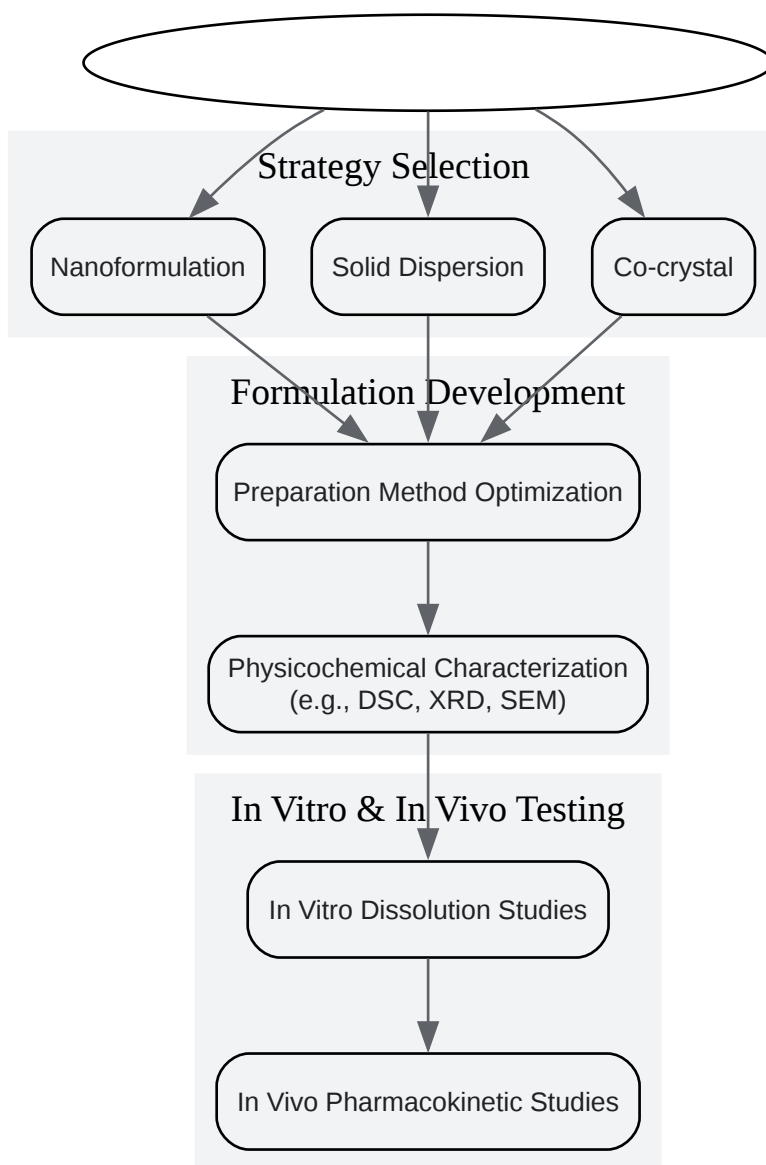 Strategy Selection
Nanoformulation
Solid Dispersion
Co-crystal
Formulation Development
Preparation Method Optimization
Physicochemical Characterization
(e.g., DSC, XRD, SEM)
In Vitro & In Vivo Testing
In Vitro Dissolution Studies
In Vivo Pharmacokinetic Studies